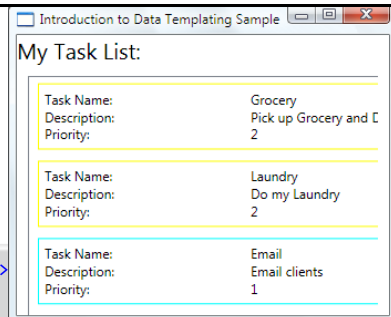 Introduction to Data Templating Sample
My Task List:
Task Name: Grocery
Description: Pick up Grocery and D
Priority: 2
Task Name: Laundry
Description: Do my Laundry
Priority: 2
Task Name: Email
Description: Email clients
Priority: 1